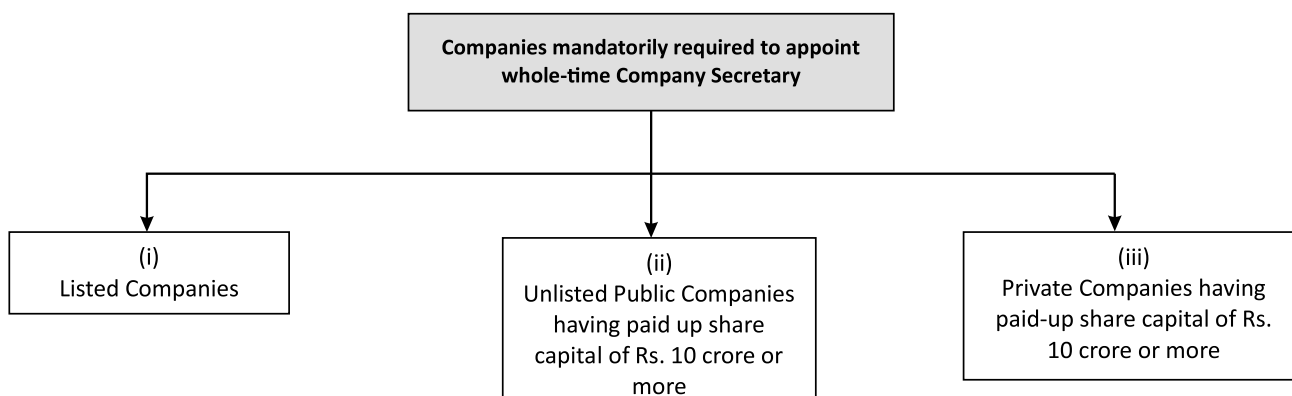 Companies mandatorily required to appoint
whole-time Company Secretary
(i)
Listed Companies
(ii)
Unlisted Public Companies
having paid up share
capital of Rs. 10 crore or
more
(iii)
Private Companies having
paid-up share capital of Rs.
10 crore or more